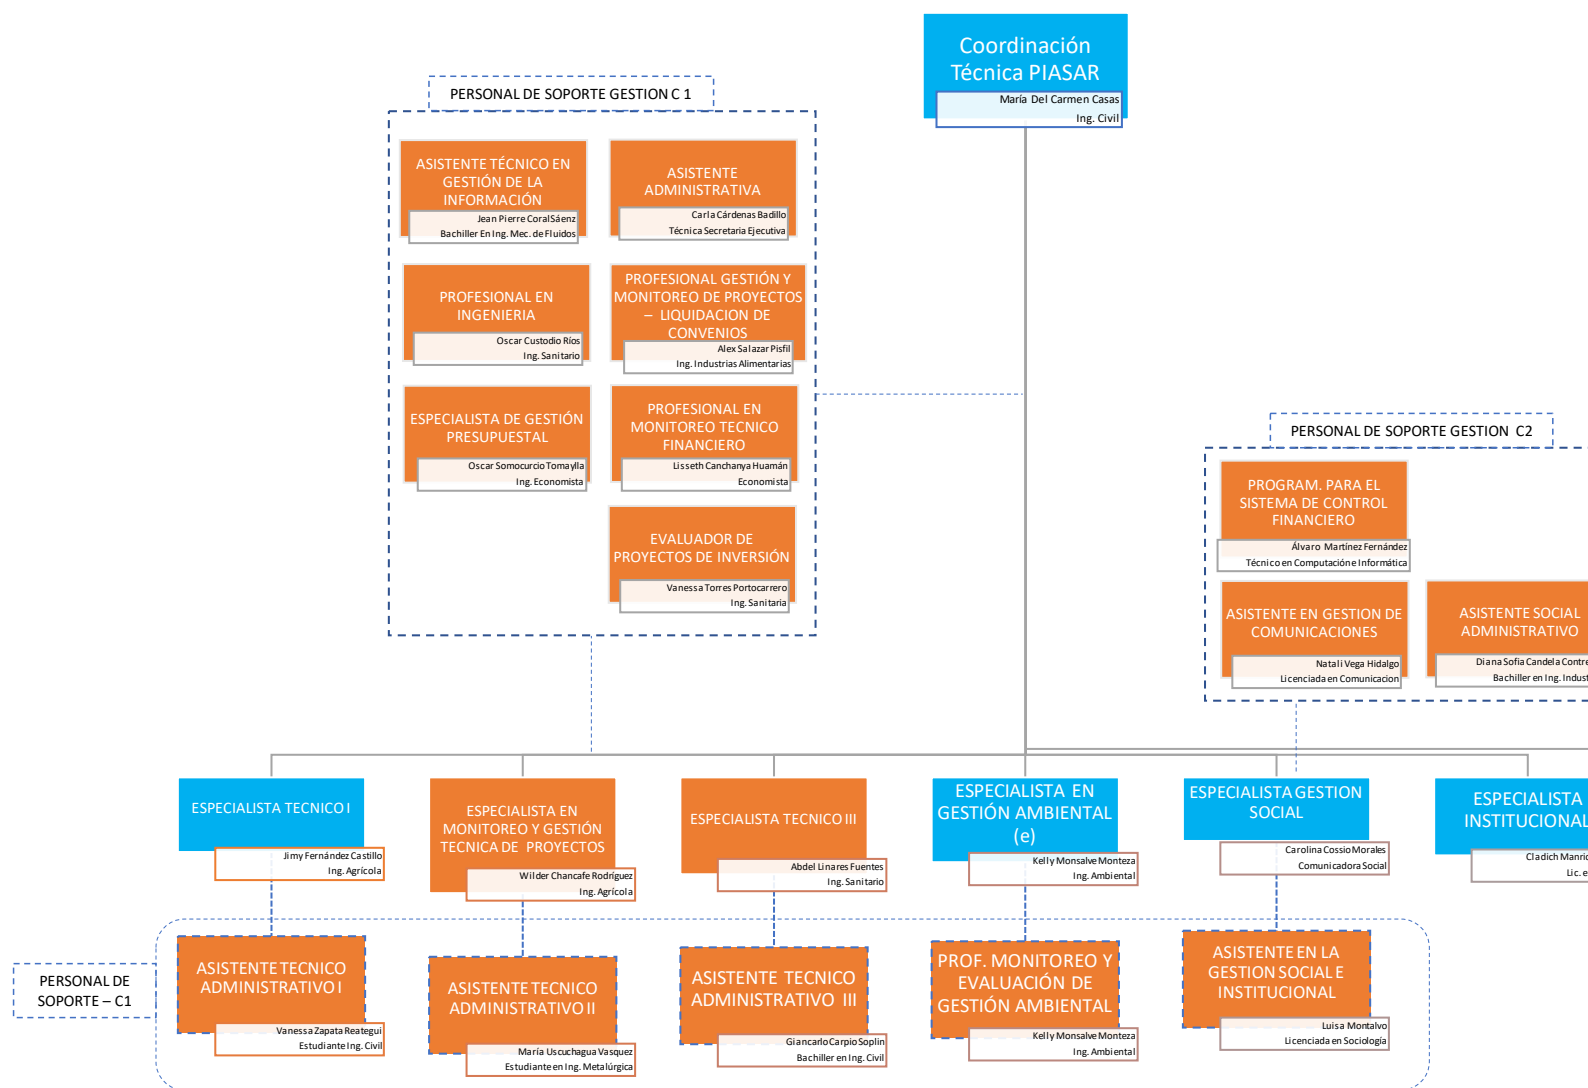 Coordinación
Técnica PIASAR
María Del Carmen Casas
Ing. Civil
PERSONAL DE SOPORTE GESTION C 1
ASISTENTE TÉCNICO EN
GESTIÓN DE LA
INFORMACIÓN
Jean Pierre Coral Sáenz
Bachiller En Ing. Mec. de Fluidos
ASISTENTE
ADMINISTRATIVA
Carla Cárdenas Badillo
Técnica Secretaria Ejecutiva
PROFESIONAL EN
INGENIERIA
Oscar Custodio Ríos
Ing. Sanitario
PROFESIONAL GESTIÓN Y
MONITOREO DE PROYECTOS
– LIQUIDACION DE
CONVENIOS
Alex Salazar Pisfil
Ing. Industrias Alimentarias
ESPECIALISTA DE GESTIÓN
PRESUPUESTAL
Oscar Somocurcio Tomaylla
Ing. Economista
PROFESIONAL EN
MONITOREO TECNICO
FINANCIERO
Lisseth Canchanya Huamán
Economista
EVALUADOR DE
PROYECTOS DE INVERSIÓN
Vanessa Torres Portocarrero
Ing. Sanitaria
PERSONAL DE SOPORTE GESTION C2
PROGRAM. PARA EL
SISTEMA DE CONTROL
FINANCIERO
Álvaro Martínez Fernández
Técnico en Computación e Informática
ASISTENTE EN GESTION DE
COMUNICACIONES
Natali Vega Hidalgo
Licenciada en Comunicacion
ASISTENTE SOCIAL
ADMINISTRATIVO
Diana Sofía Candela Contre
Bachiller en Ing. Indust
ESPECIALISTA TECNICO I
Jimy Fernández Castillo
Ing. Agrícola
ESPECIALISTA EN
MONITOREO Y GESTIÓN
TECNICA DE PROYECTOS
Wilder Chancafe Rodríguez
Ing. Agrícola
ESPECIALISTA TECNICO III
Abdel Linares Fuentes
Ing. Sanitario
ESPECIALISTA EN
GESTIÓN AMBIENTAL
(e)
Kelly Monsalve Monteza
Ing. Ambiental
ESPECIALISTA GESTION
SOCIAL
Carolina Cossio Morales
Comunicadora Social
ESPECIALISTA
INSTITUCIONAL
Cladich Manric
Lic. e
PERSONAL DE
SOPORTE – C1
ASISTENTE TECNICO
ADMINISTRATIVO I
Vanessa Zapata Reategui
Estudiante Ing. Civil
ASISTENTE TECNICO
ADMINISTRATIVO II
María Uscuchagua Vasquez
Estudiante en Ing. Metalúrgica
ASISTENTE TECNICO
ADMINISTRATIVO III
Giancarlo Carpio Soplin
Bachiller en Ing. Civil
PROF. MONITOREO Y
EVALUACIÓN DE
GESTIÓN AMBIENTAL
Kelly Monsalve Monteza
Ing. Ambiental
ASISTENTE EN LA
GESTION SOCIAL E
INSTITUCIONAL
Luisa Montalvo
Licenciada en Sociología